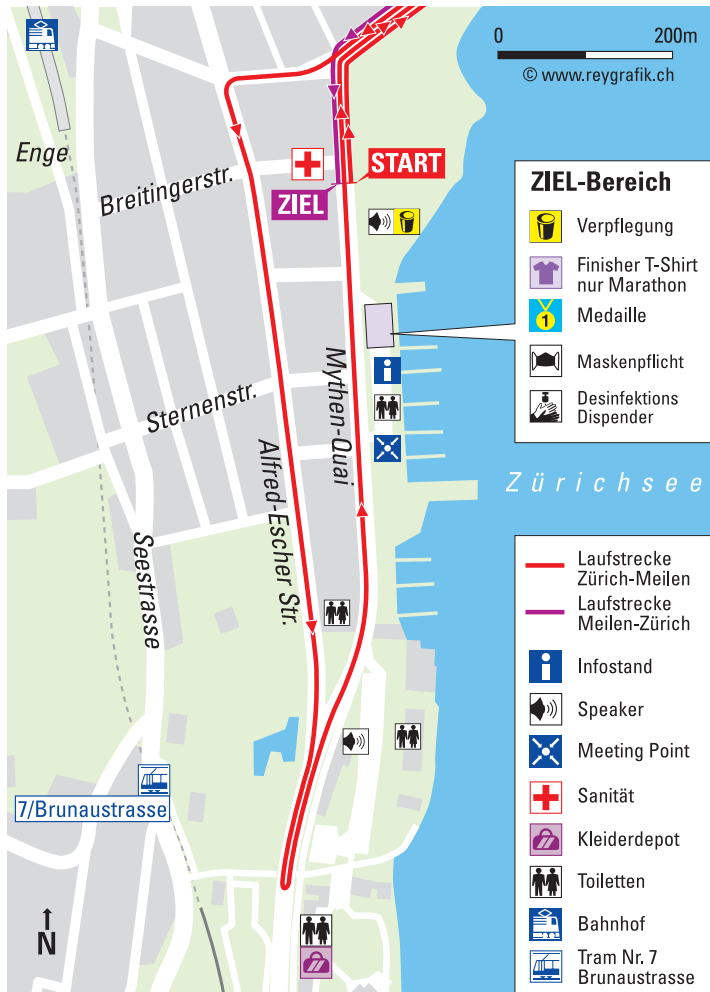 0 200m
© www.reygrafik.ch
Enge
Breitingerstr.
START
ZIEL
ZIEL-Bereich
Verpflegung
Finisher T-Shirt
nur Marathon
1
Medaille
Maskenpflicht
Desinfektions
Dispender
Sternenstr.
Mythen-Quai
Alfred-Escher Str.
Seestrasse
Zürichsee
Laufstrecke
Zürich-Meilen
Laufstrecke
Meilen-Zürich
i
Infostand
Speaker
Meeting Point
Sanität
Kleiderdepot
Toiletten
Bahnhof
Tram Nr. 7
Brunaustrasse
i
7/Brunaustrasse
N